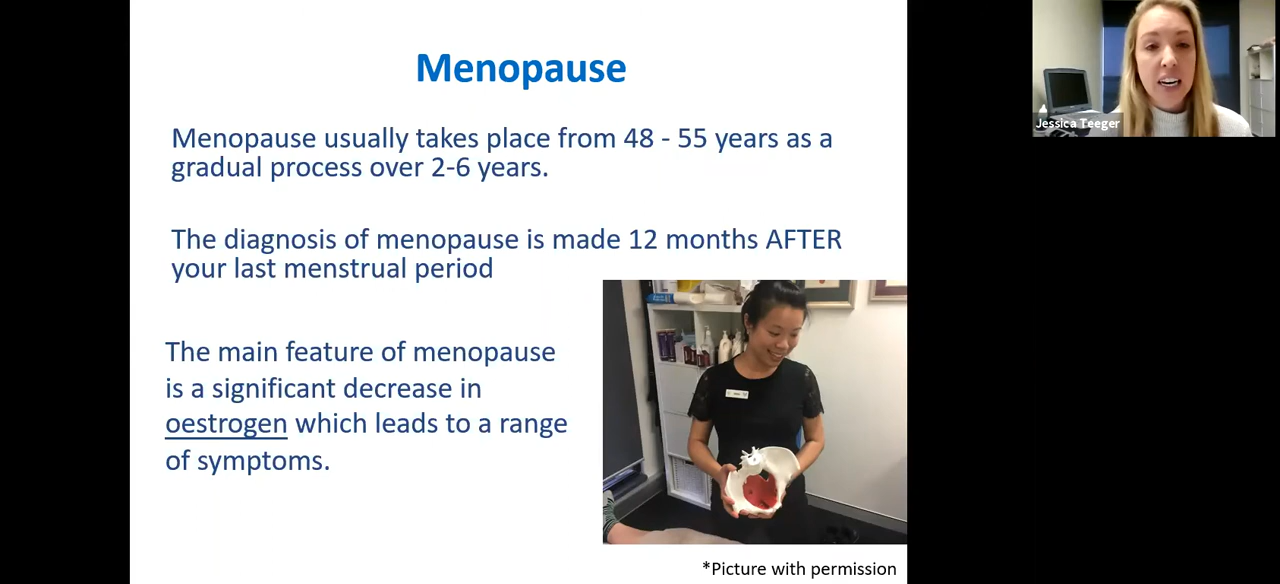 Menopause
Menopause usually takes place from 48 - 55 years as a
gradual process over 2-6 years.
The diagnosis of menopause is made 12 months AFTER
your last menstrual period
The main feature of menopause
is a significant decrease in
oestrogen which leads to a range
of symptoms.
*Picture with permission
Jessica Teeger